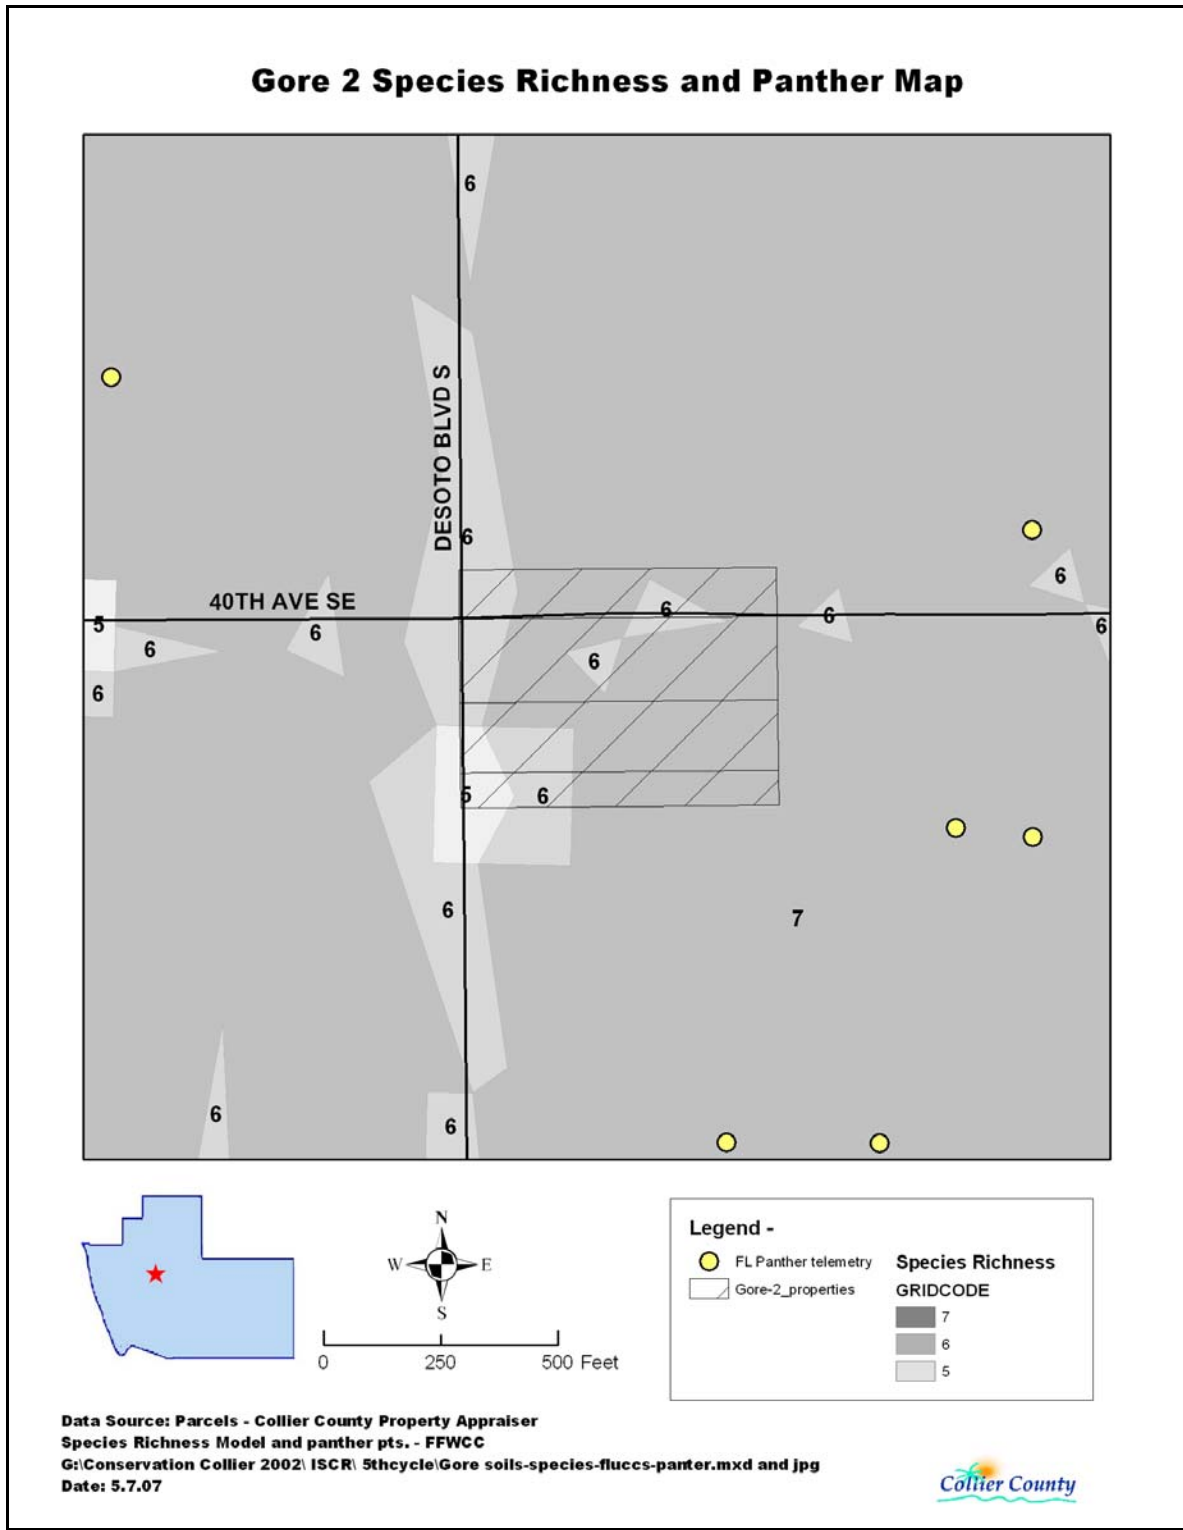 Gore 2 Species Richness and Panther Map
6
DESOTO BLVD S
6
40TH AVE SE
5
6
6
6
6
6
6
6
6
5
6
6
7
6
6
N
W
E
S
0
250
500 Feet
Legend -
FL Panther telemetry
Gore-2_properties
Species Richness
GRIDCODE
7
6
5
Data Source: Parcels - Collier County Property Appraiser
Species Richness Model and panther pts. - FFWCC
G:\Conservation Collier 2002\ ISCR\ 5thcycle\Gore soils-species-fluccs-panter.mxd and jpg
Date: 5.7.07
Collier County